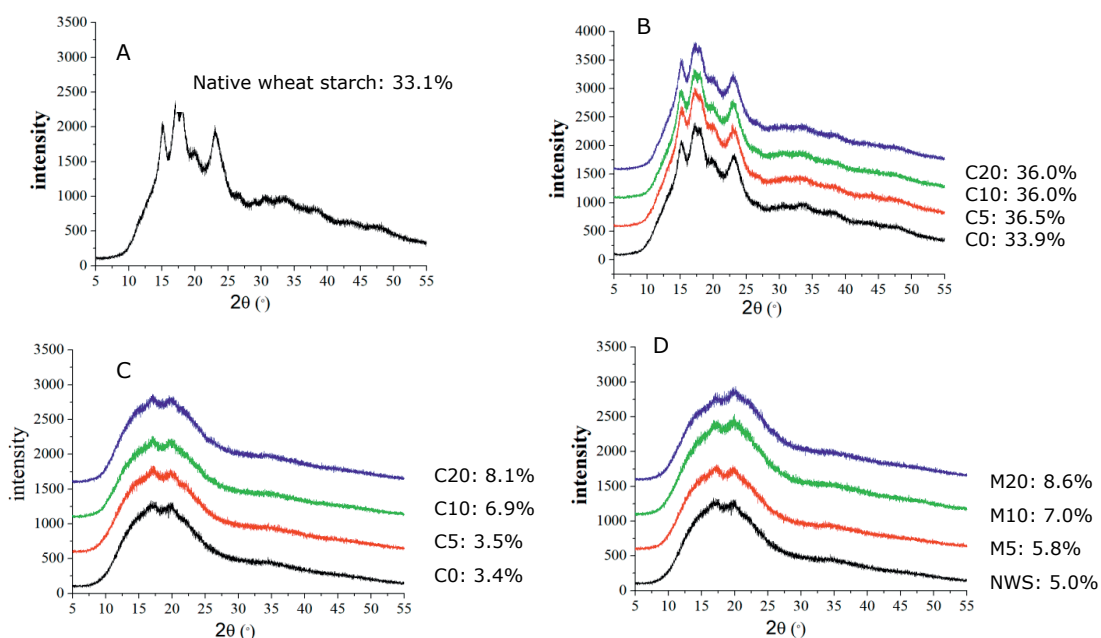 A
Native wheat starch: 33.1%
intensity
3500
3000
2500
2000
1500
1000
500
0
5 10 15 20 25 30 35 40 45 50 55
2θ (°)
B
intensity
4000
3500
3000
2500
2000
1500
1000
500
0
C20: 36.0%
C10: 36.0%
C5: 36.5%
C0: 33.9%
5 10 15 20 25 30 35 40 45 50 55
2θ (°)
C
intensity
3500
3000
2500
2000
1500
1000
500
0
C20: 8.1%
C10: 6.9%
C5: 3.5%
C0: 3.4%
5 10 15 20 25 30 35 40 45 50 55
2θ (°)
D
intensity
3500
3000
2500
2000
1500
1000
500
0
M20: 8.6%
M10: 7.0%
M5: 5.8%
NWS: 5.0%
5 10 15 20 25 30 35 40 45 50 55
2θ (°)